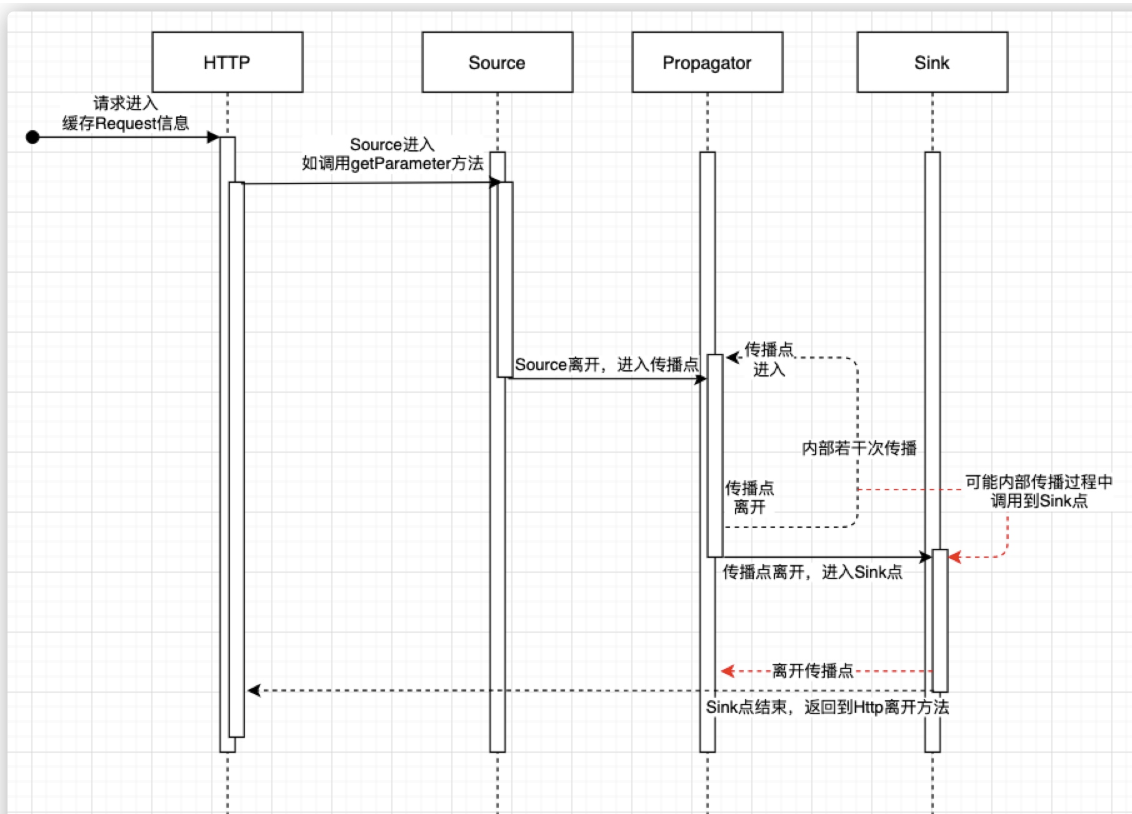 HTTP
Source
Propagator
Sink
请求进入
缓存Request信息
Source进入
如调用getParameter方法
Source离开，进入传播点
传播点
进入
内部若干次传播
传播点
离开
可能内部传播过程中
调用到Sink点
传播点离开，进入Sink点
离开传播点
Sink点结束，返回到Http离开方法